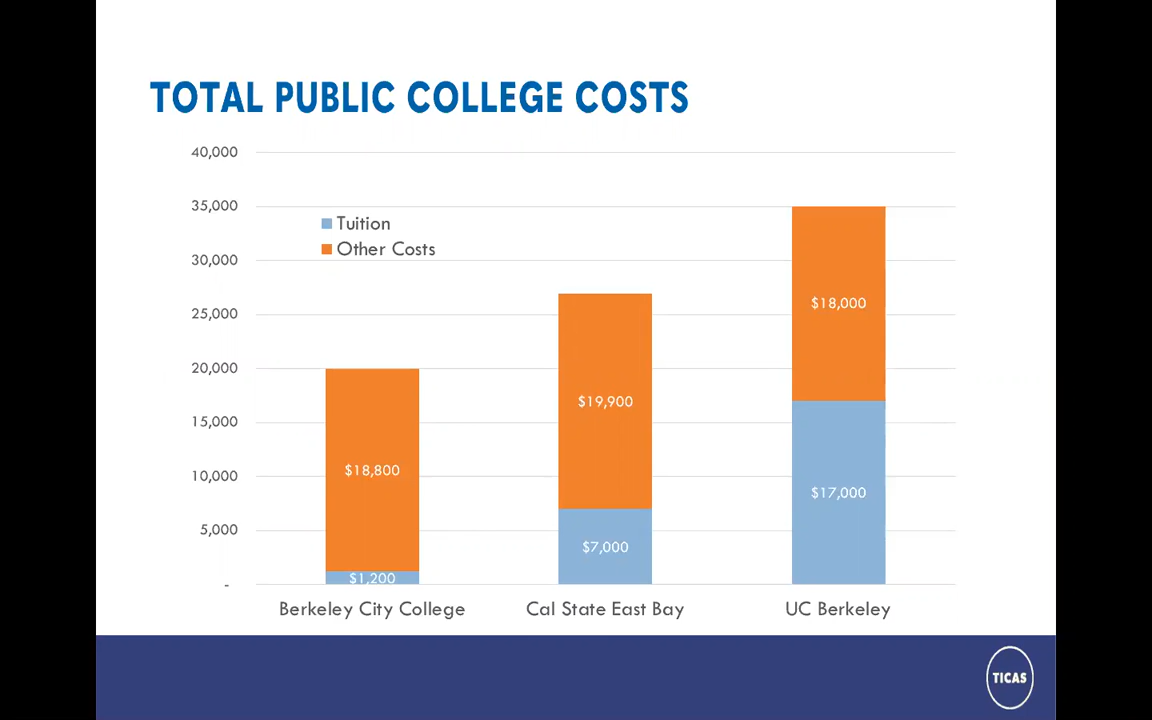 TOTAL PUBLIC COLLEGE COSTS
40,000
35,000
30,000
25,000
20,000
15,000
10,000
5,000
-
Tuition
Other Costs
$18,800
$1,200
$19,900
$7,000
$18,000
$17,000
Berkeley City College
Cal State East Bay
UC Berkeley
TICAS